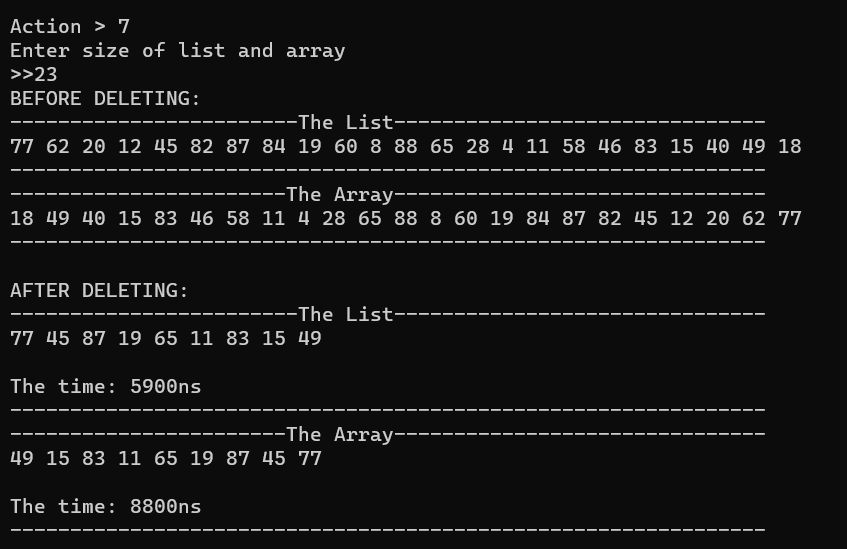 Action > 7
Enter size of list and array
>>23
BEFORE DELETING:
------------------------The List-------------------------------
77 62 20 12 45 82 87 84 19 60 8 88 65 28 4 11 58 46 83 15 40 49 18
---------------------------------------------------------------
-----------------------The Array-------------------------------
18 49 40 15 83 46 58 11 4 28 65 88 8 60 19 84 87 82 45 12 20 62 77
---------------------------------------------------------------
AFTER DELETING:
------------------------The List-------------------------------
77 45 87 19 65 11 83 15 49
The time: 5900ns
---------------------------------------------------------------
-----------------------The Array-------------------------------
49 15 83 11 65 19 87 45 77
The time: 8800ns
---------------------------------------------------------------